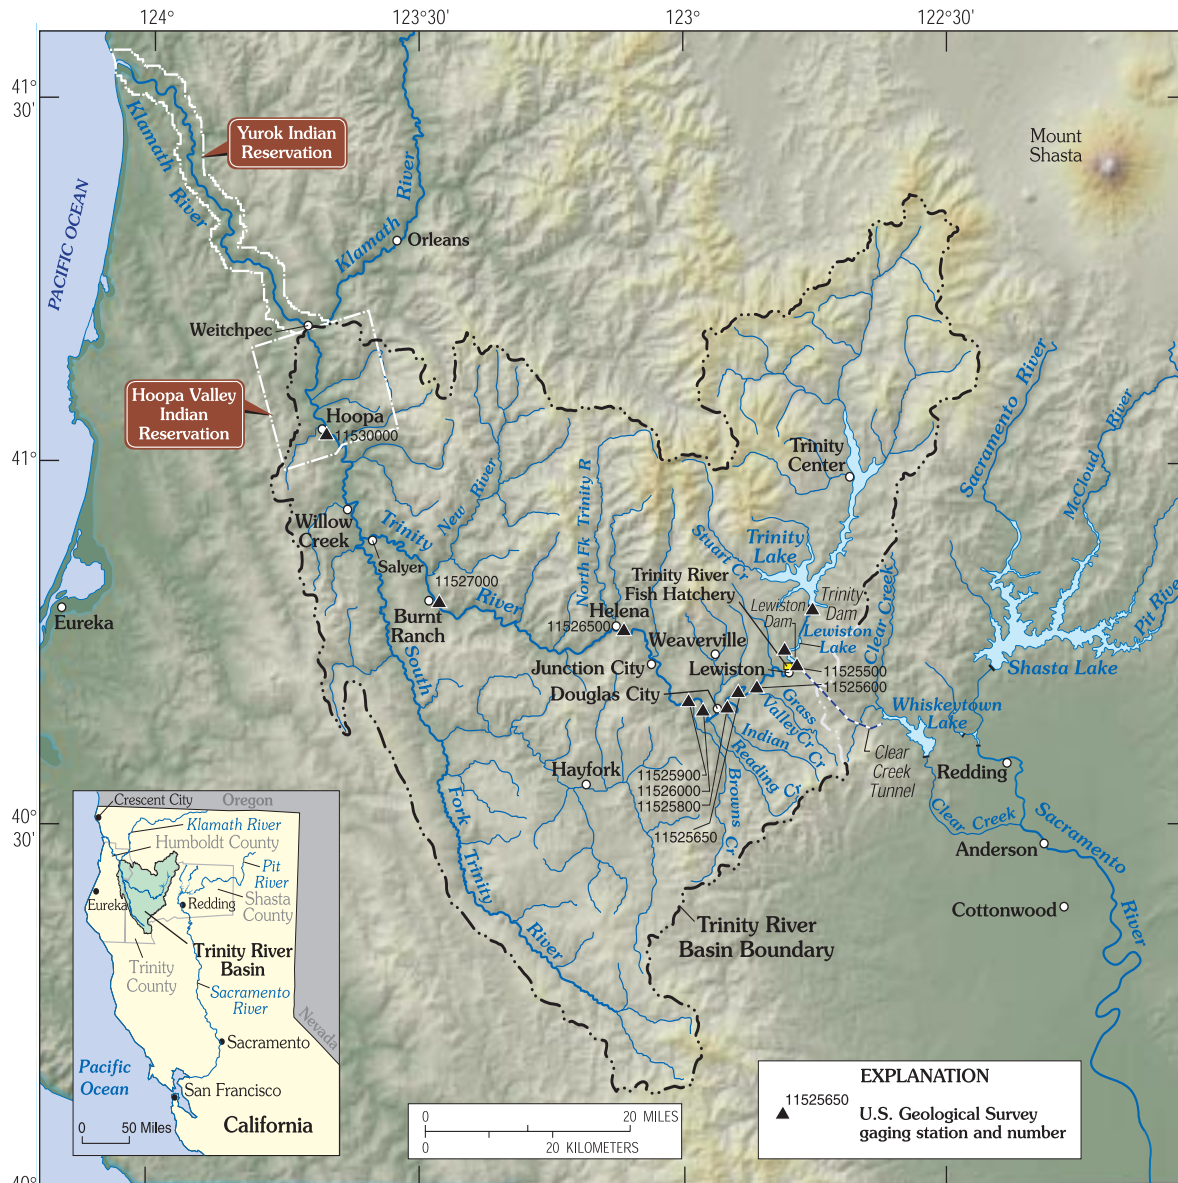 124°
123°30'
123°
122°30'
41°
30'
Yurok Indian
Reservation
Mount
Shasta
Klamath
River
Klamath
River
PACIFIC OCEAN
Orleans
Weitchpec
Hoopa Valley
Indian
Reservation
Hoopa
11530000
41°
Trinity
Center
Sacramento River
McCloud River
Pit River
Willow
Creek
Trinity
River
New River
North Fk Trinity R
Stuart Cr
Trinity
Lake
Salyer
11527000
Trinity River
Fish Hatchery
Lewiston
Dam
Trinity
Dam
Lewiston
Lake
Clear Creek
Eureka
Burnt
Ranch
Helena
11526500
Weaverville
Junction City
Lewiston
11525500
11525600
Shasta Lake
Douglas City
Grass
Valley Cr
Whiskeytown
Lake
Indian
Cr
Reading Cr
Browns Cr
Clear
Creek
Tunnel
Redding
Hayfork
11525900
11526000
11525800
11525650
South
Fork
Trinity
River
40°
30'
Clear Creek
Sacramento
River
Anderson
Cottonwood
Trinity River
Basin Boundary
Crescent City
Oregon
Klamath River
Humboldt County
Pit
River
Eureka
Redding
Shasta
County
Trinity River
Basin
Trinity
County
Sacramento
River
Nevada
Sacramento
Pacific
Ocean
San Francisco
California
0 50 Miles
0 20 MILES
0 20 KILOMETERS
EXPLANATION
11525650
U.S. Geological Survey
gaging station and number
40°